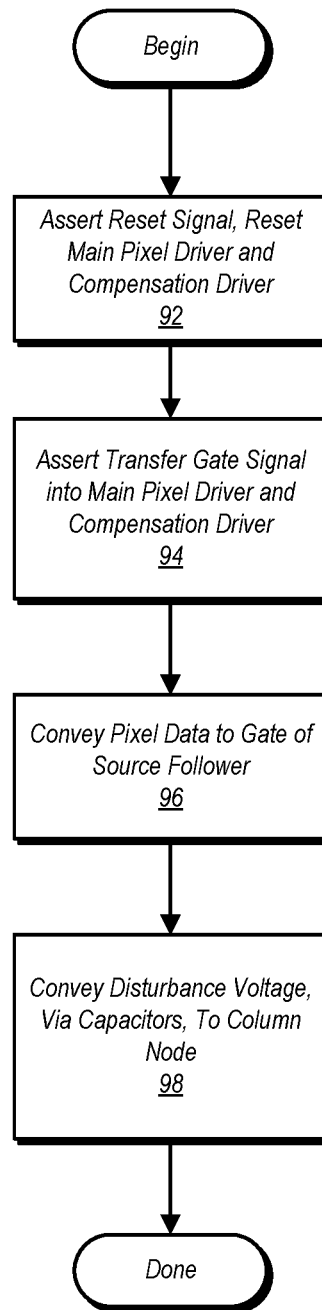 Begin
Assert Reset Signal, Reset
Main Pixel Driver and
Compensation Driver
92
Assert Transfer Gate Signal
into Main Pixel Driver and
Compensation Driver
94
Convey Pixel Data to Gate of
Source Follower
96
Convey Disturbance Voltage,
Via Capacitors, To Column
Node
98
Done